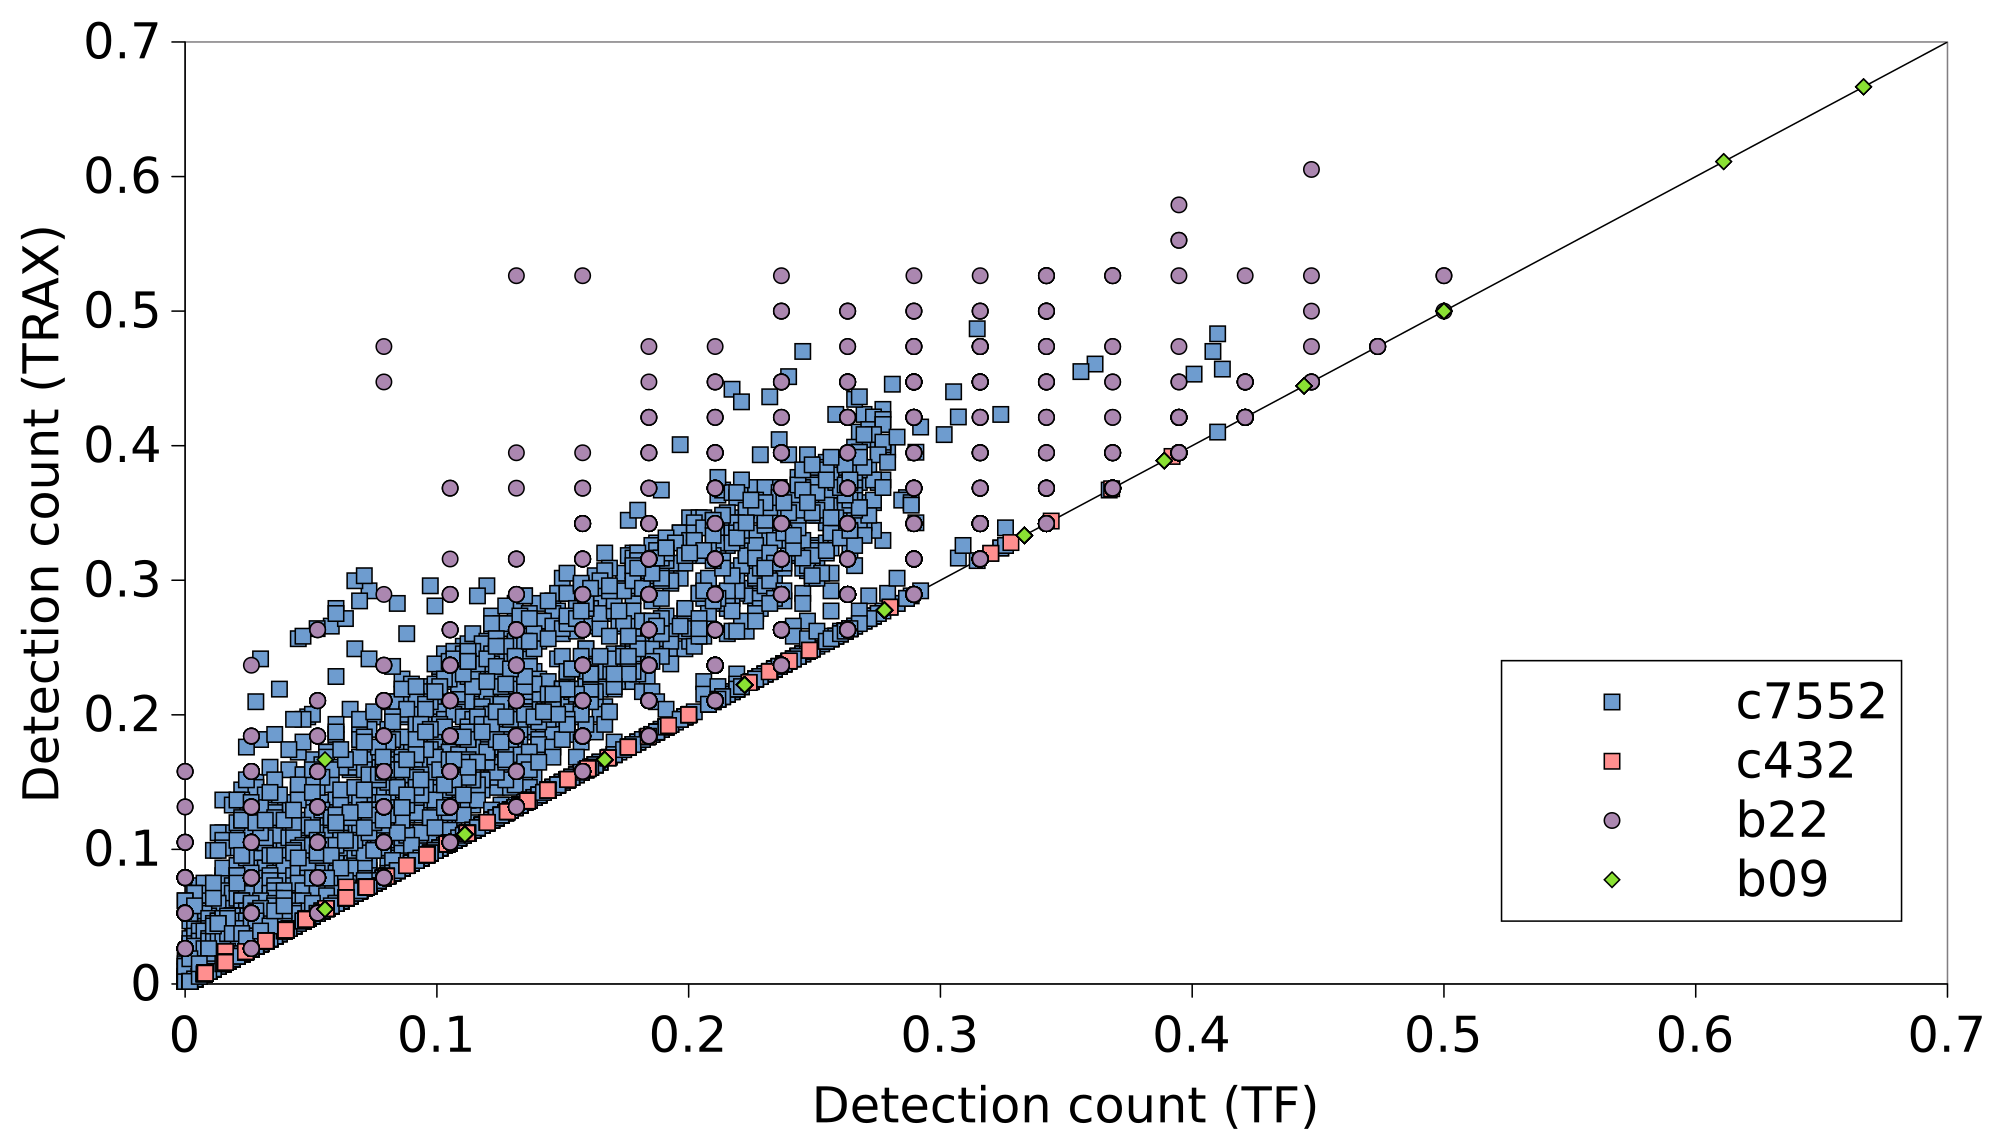 0.7
0.6
0.5
0.4
0.3
0.2
0.1
0
Detection count (TRAX)
0 0.1 0.2 0.3 0.4 0.5 0.6 0.7
Detection count (TF)
c7552
c432
b22
b09